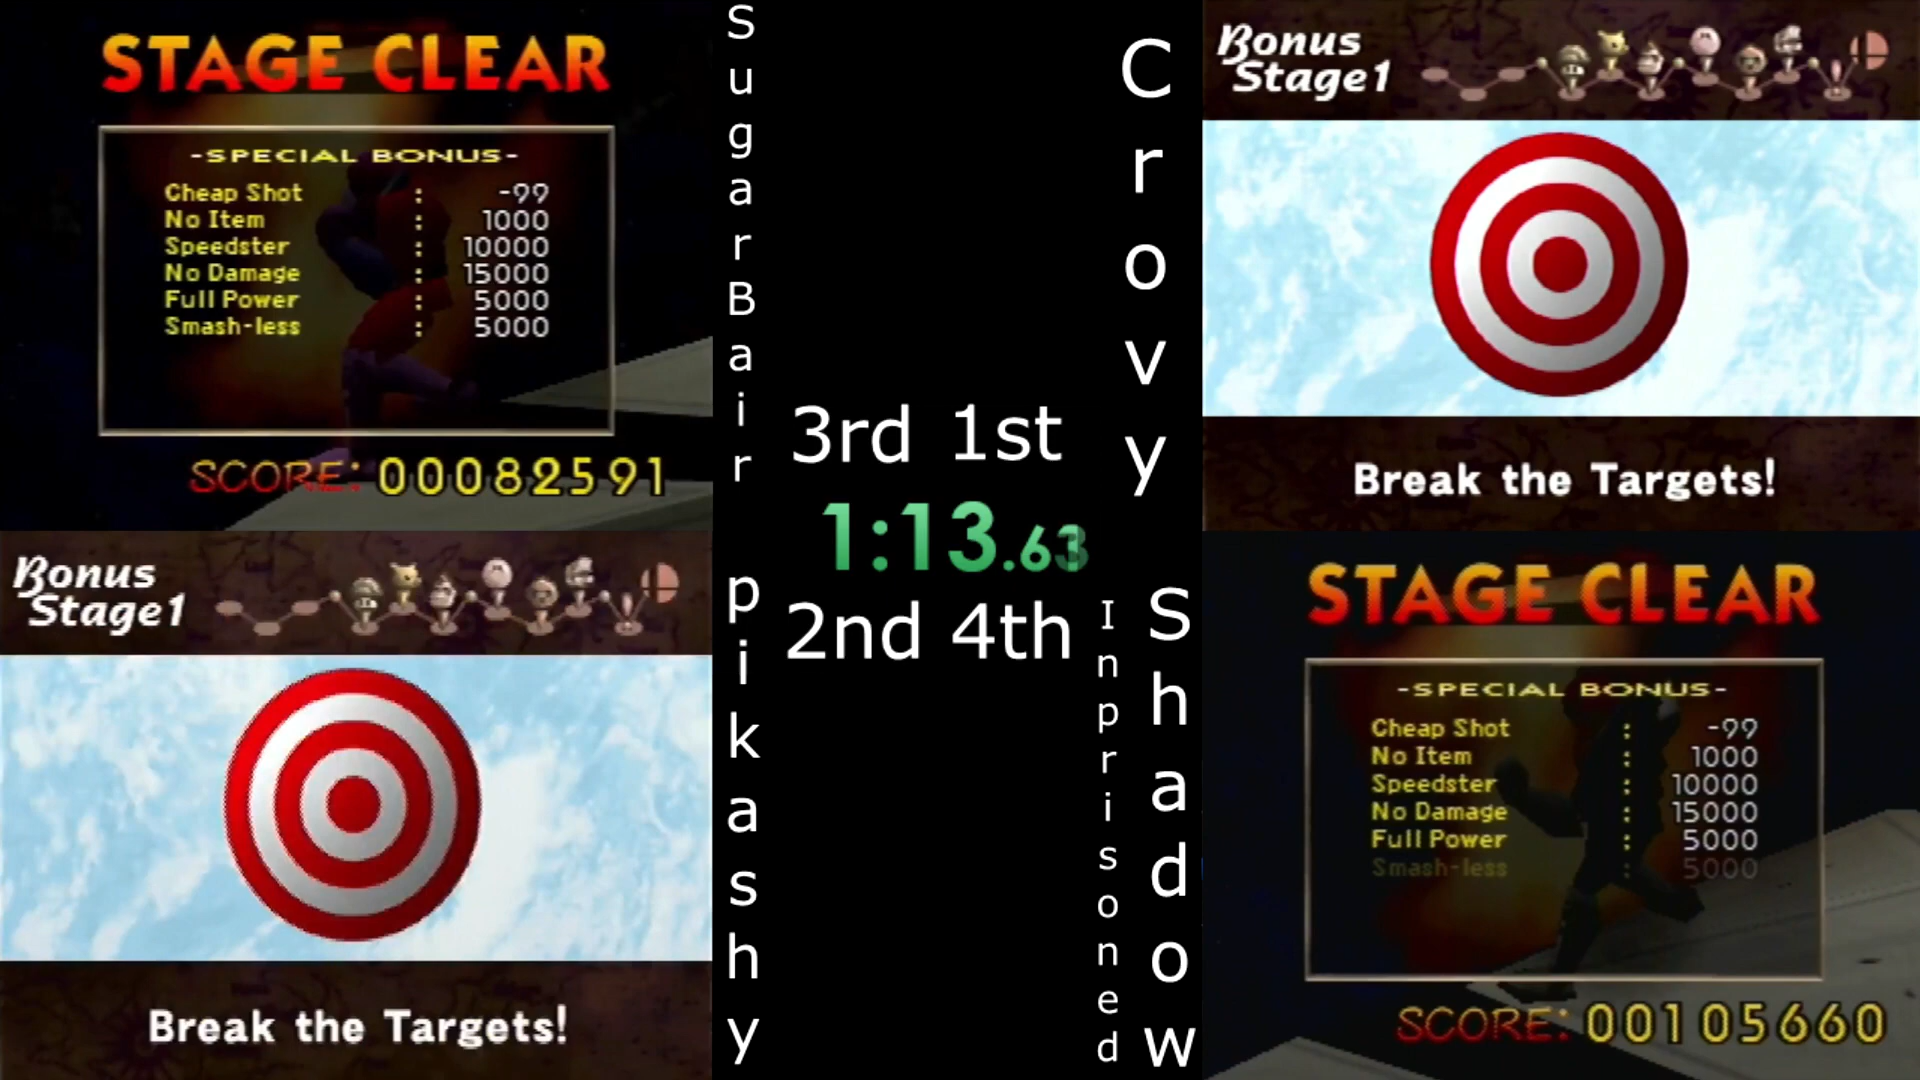 STAGE CLEAR
-SPECIAL BONUS-
Cheap Shot : -99
No Item : 1000
Speedster : 10000
No Damage : 15000
Full Power : 5000
Smash-less : 5000
SCORE: 00082591
SugarBair
Crovy
Bonus
Stage1
Break the Targets!
3rd 1st
1:13.63
2nd 4th
Bonus
Stage1
Break the Targets!
pikashy
Inprisoned
Shadow
STAGE CLEAR
-SPECIAL BONUS-
Cheap Shot : -99
No Item : 1000
Speedster : 10000
No Damage : 15000
Full Power : 5000
Smash-less : 5000
SCORE: 00105660